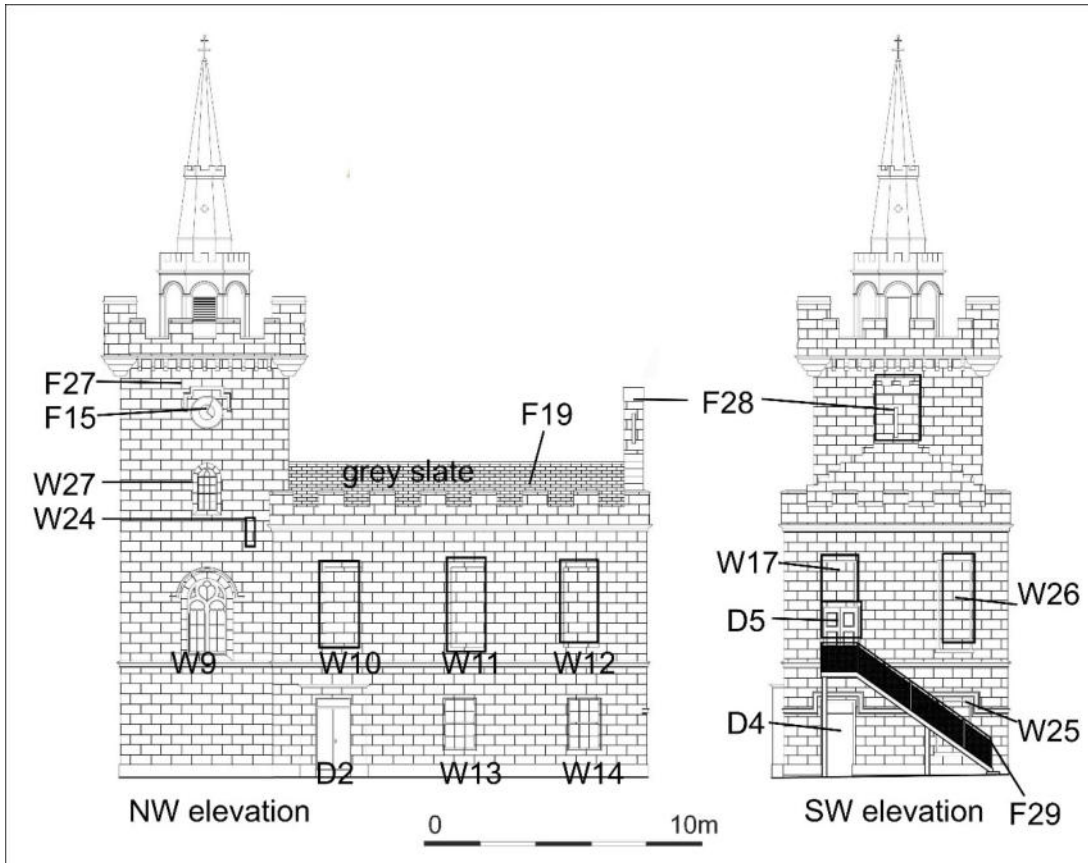 F27
F15
F19
F28
grey slate
W27
W24
W17
W26
D5
W9
W10
W11
W12
D4
W25
D2
W13
W14
NW elevation
SW elevation
F29
0
10m